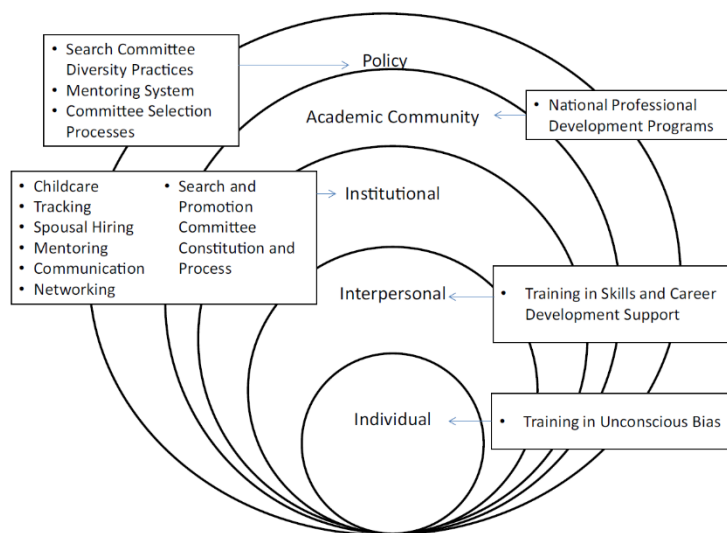 • Search Committee
Diversity Practices
• Mentoring System
• Committee Selection
Processes
Policy
Academic Community
• National Professional
Development Programs
• Childcare
• Tracking
• Spousal Hiring
• Mentoring
• Communication
• Networking
• Search and
Promotion
Committee
Constitution and
Process
Institutional
Interpersonal
• Training in Skills and Career
Development Support
Individual
• Training in Unconscious Bias